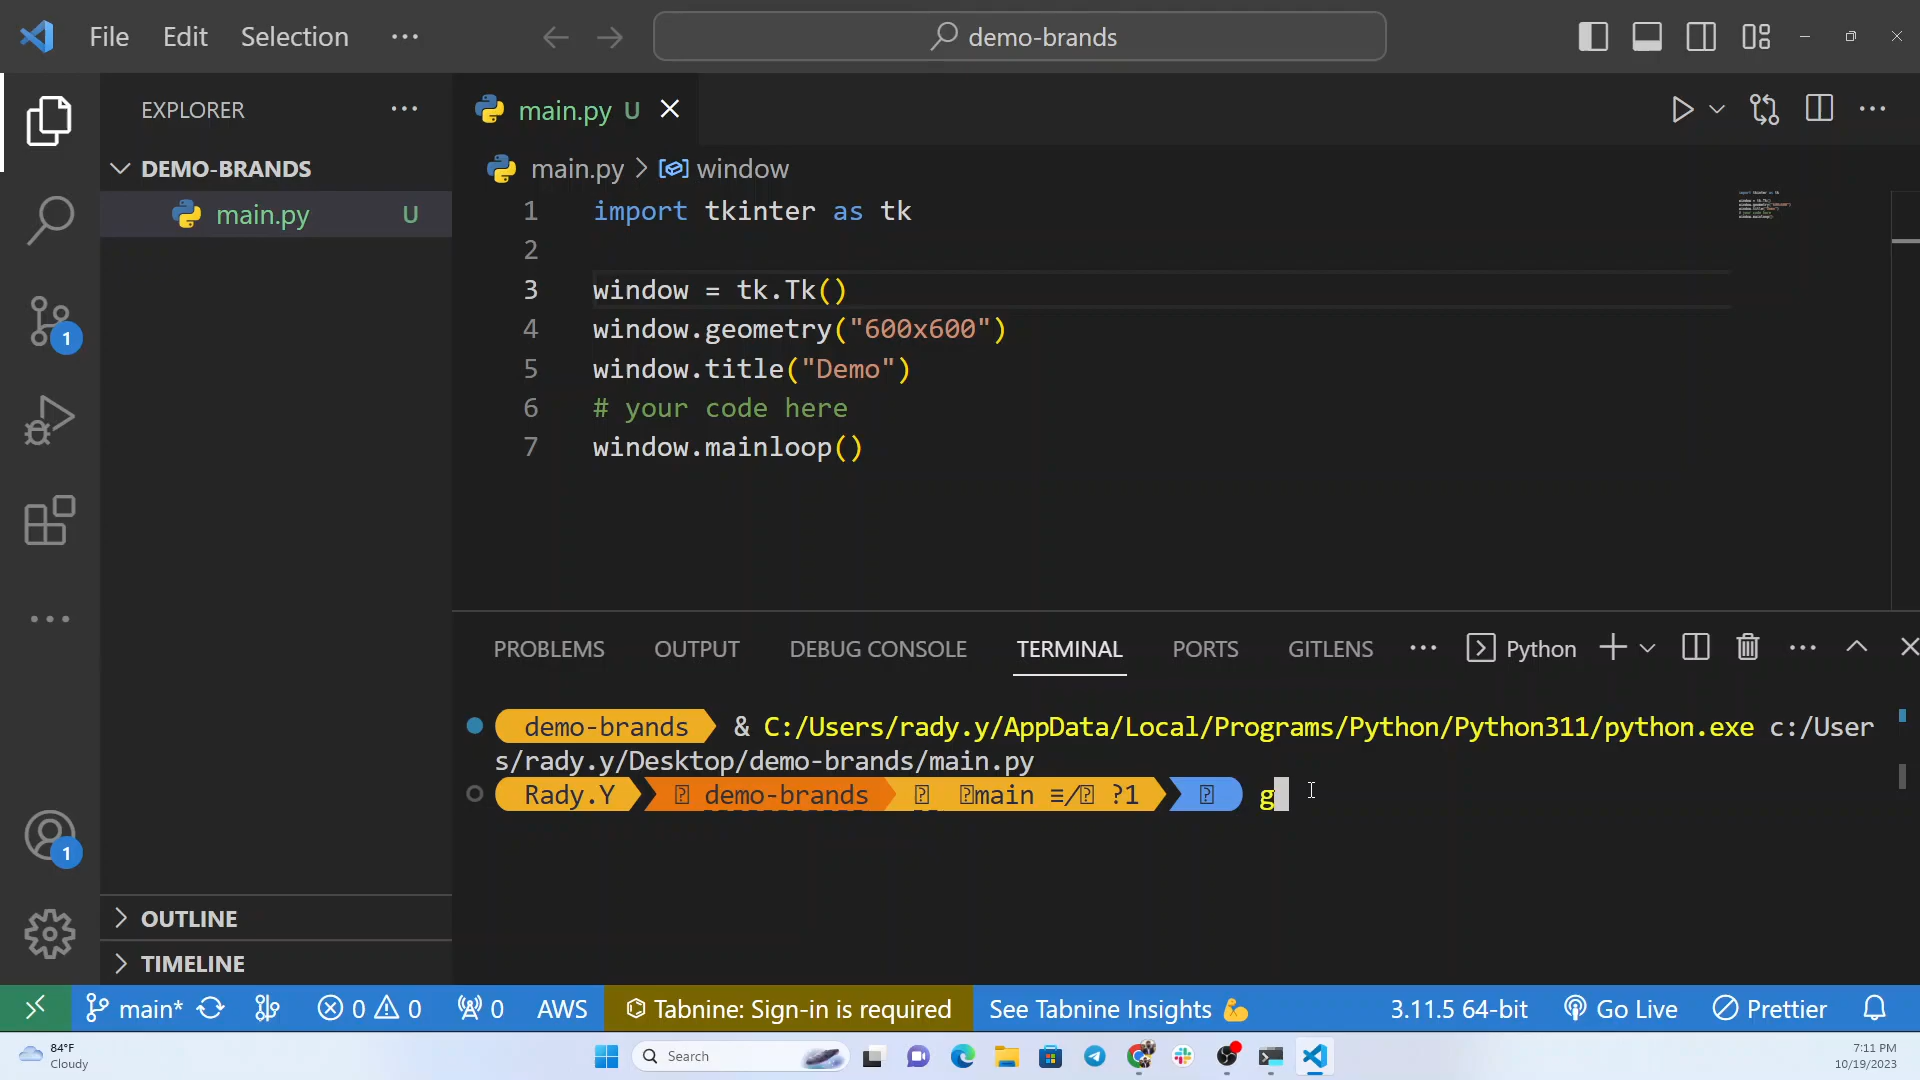 File Edit Selection ··· demo-brands
EXPLORER ···
DEMO-BRANDS
main.py U
main.py U
main.py > window
1 import tkinter as tk
2
3 window = tk.Tk()
4 window.geometry("600x600")
5 window.title("Demo")
6 # your code here
7 window.mainloop()
PROBLEMS OUTPUT DEBUG CONSOLE TERMINAL PORTS GITLENS ··· Python
demo-brands & C:/Users/rady.y/AppData/Local/Programs/Python/Python311/python.exe c:/User
s/rady.y/Desktop/demo-brands/main.py
Rady.Y demo-brands main ≡/ ?1 g
1
1
OUTLINE
TIMELINE
main* 0 0 0 AWS Tabnine: Sign-in is required See Tabnine Insights 💪 3.11.5 64-bit Go Live Prettier
84°F
Cloudy
Search
7:11 PM
10/19/2023